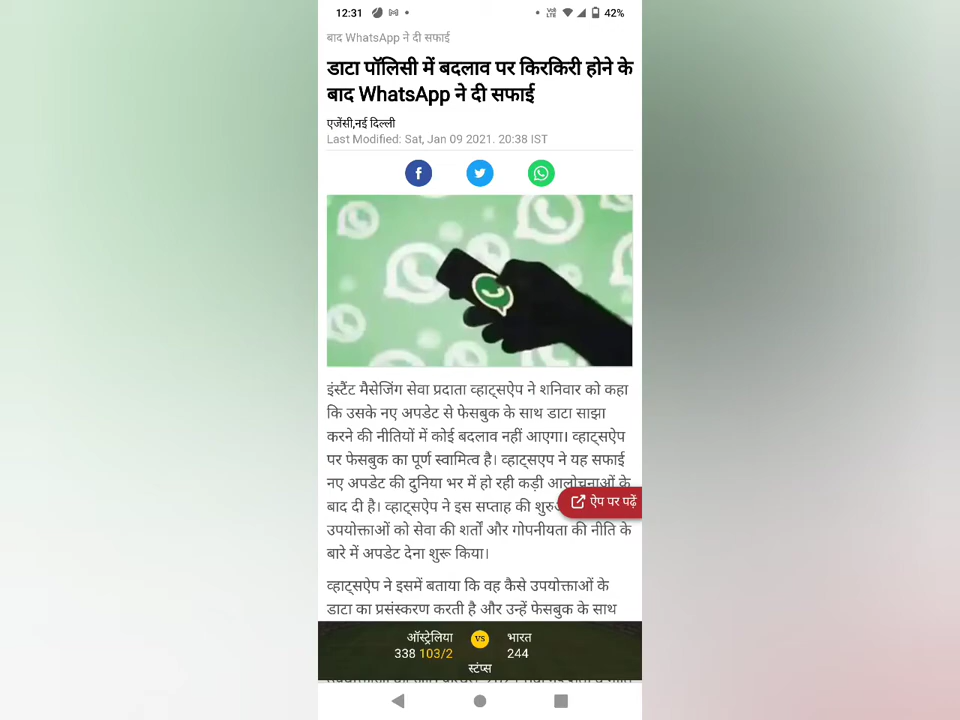 12:31
Vo))
LTE
42%
बाद WhatsApp ने दी सफाई
डाटा पॉलिसी में बदलाव पर किरकिरी होने के
बाद WhatsApp ने दी सफाई
एजेंसी,नई दिल्ली
Last Modified: Sat, Jan 09 2021. 20:38 IST
इंस्टैंट मैसेजिंग सेवा प्रदाता व्हाट्सऐप ने शनिवार को कहा
कि उसके नए अपडेट से फेसबुक के साथ डाटा साझा
करने की नीतियों में कोई बदलाव नहीं आएगा। व्हाट्सऐप
पर फेसबुक का पूर्ण स्वामित्व है। व्हाट्सएप ने यह सफाई
नए अपडेट की दुनिया भर में हो रही कड़ी आलोचनाओं के
बाद दी है। व्हाट्सऐप ने इस सप्ताह की
ऐप पर पढ़ें
उपयोक्ताओं को सेवा की शर्तों और गोपनीयता की नीति के
बारे में अपडेट देना शुरू किया।
व्हाट्सऐप ने इसमें बताया कि वह कैसे उपयोक्ताओं के
डाटा का प्रसंस्करण करती है और उन्हें फेसबुक के साथ
ऑस्ट्रेलिया vs भारत
338 103/2 244
स्टंप्स